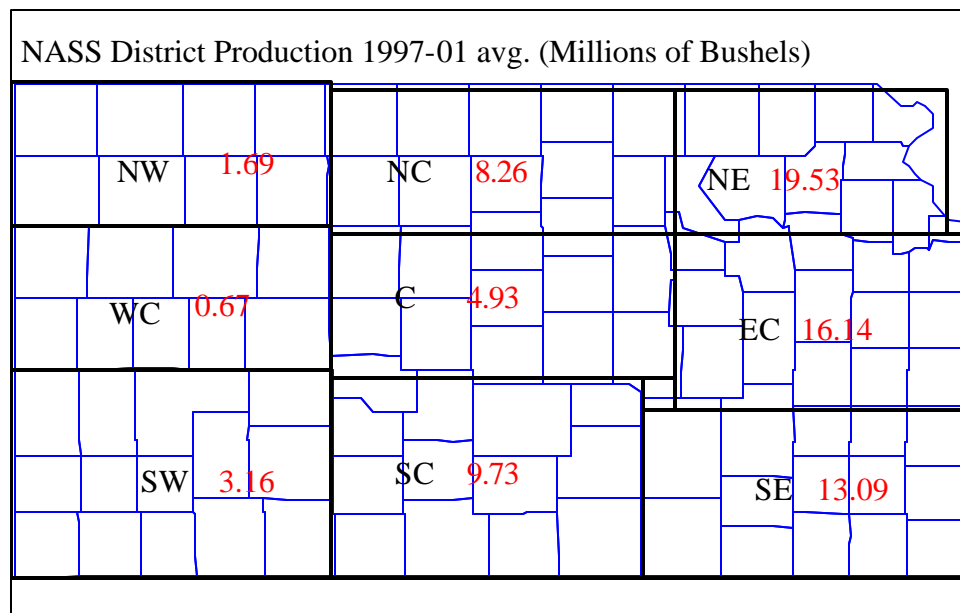 NASS District Production 1997-01 avg. (Millions of Bushels)
NW 1.69
NC 8.26
NE 19.53
WC 0.67
C 4.93
EC 16.14
SW 3.16
SC 9.73
SE 13.09